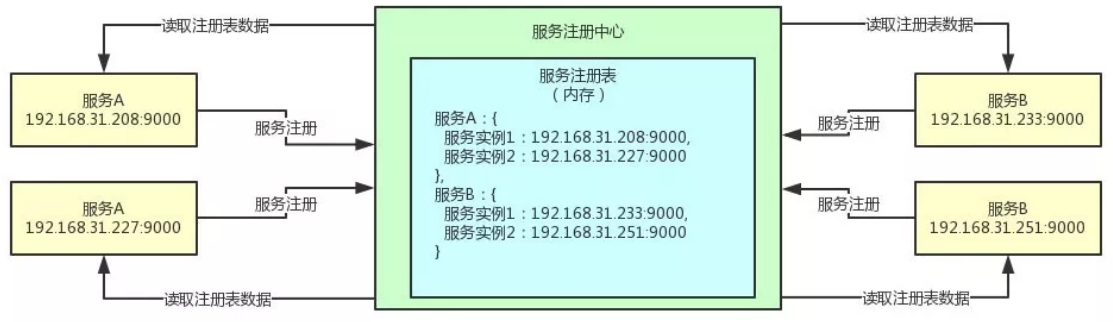 读取注册表数据
服务注册中心
读取注册表数据
服务A
192.168.31.208:9000
服务注册
服务注册表
（内存）
服务A：{
服务实例1：192.168.31.208:9000,
服务实例2：192.168.31.227:9000
},
服务B：{
服务实例1：192.168.31.233:9000,
服务实例2：192.168.31.251:9000
}
服务B
192.168.31.233:9000
服务注册
服务A
192.168.31.227:9000
服务注册
服务注册
服务B
192.168.31.251:9000
读取注册表数据
读取注册表数据